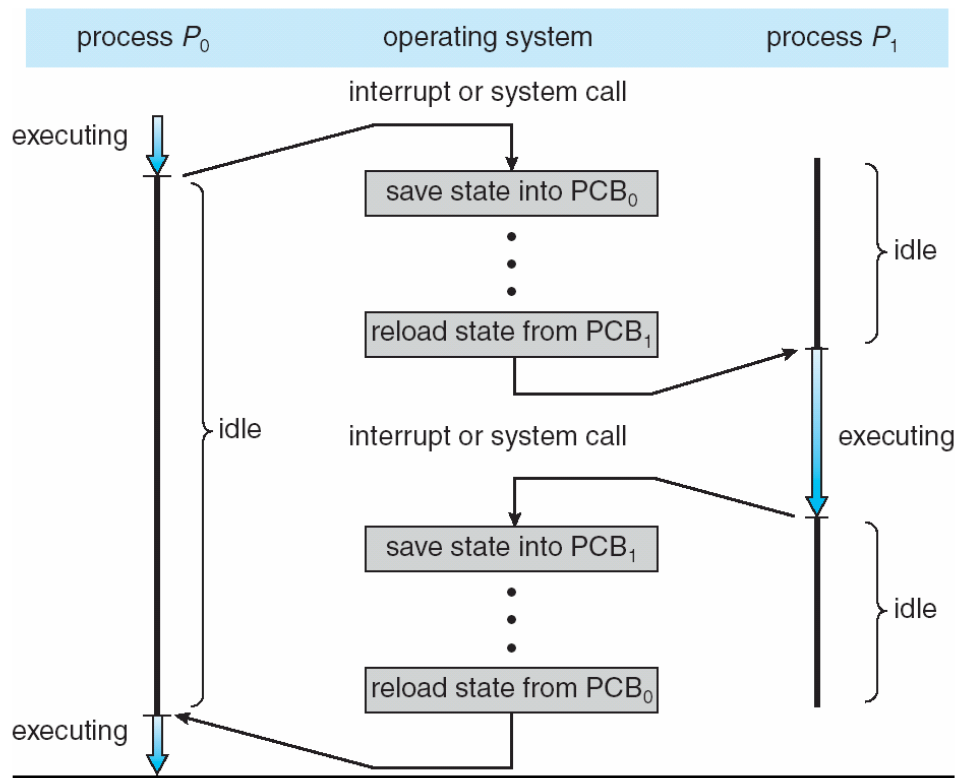 process P₀ operating system process P₁
interrupt or system call
executing
save state into PCB₀
idle
reload state from PCB₁
idle
interrupt or system call
executing
save state into PCB₁
idle
reload state from PCB₀
executing